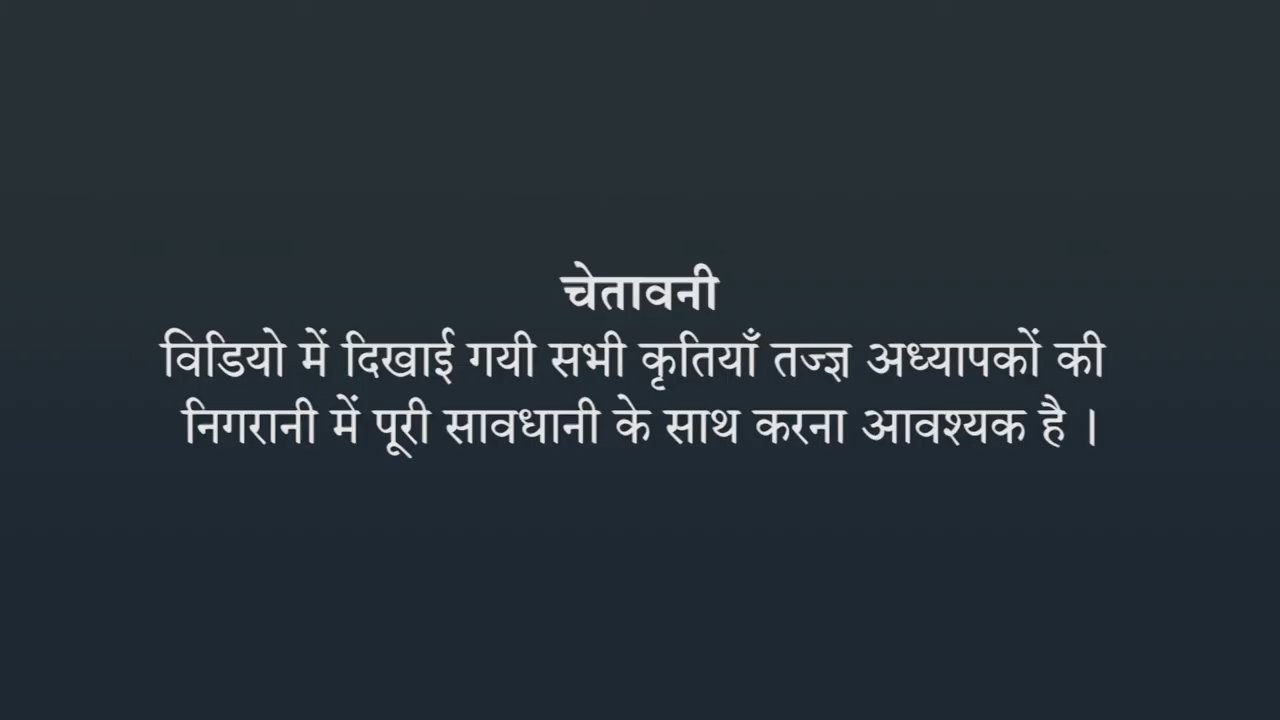 चेतावनी
विडियो में दिखाई गयी सभी कृतियाँ तज्ज्ञ अध्यापकों की
निगरानी में पूरी सावधानी के साथ करना आवश्यक है ।